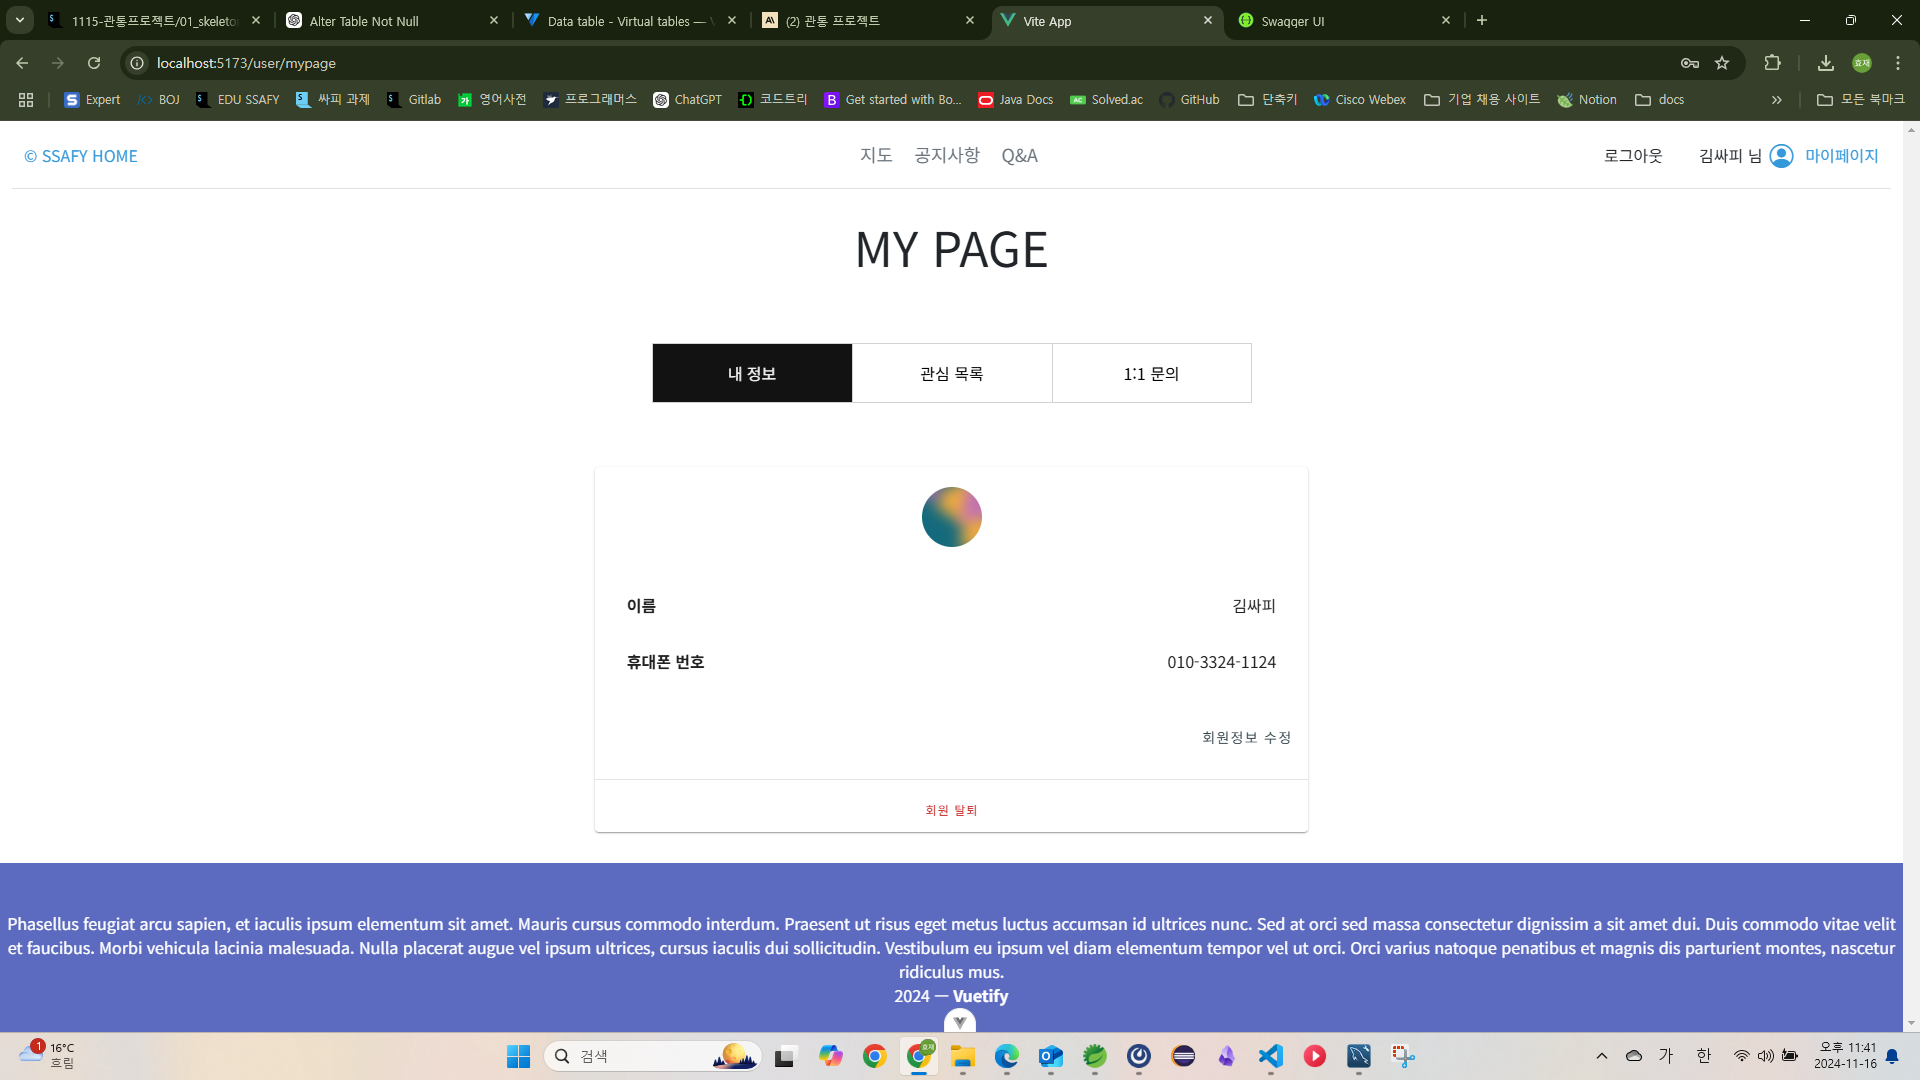 1115-관통프로젝트/01_skeleto
Alter Table Not Null
Data table - Virtual tables —
(2) 관통 프로젝트
Vite App
Swagger UI
localhost:5173/user/mypage
Expert
BOJ
EDU SSAFY
싸피 과제
Gitlab
영어사전
프로그래머스
ChatGPT
코드트리
Get started with Bo...
Java Docs
Solved.ac
GitHub
단축키
Cisco Webex
기업 채용 사이트
Notion
docs
모든 북마크
© SSAFY HOME
지도
공지사항
Q&A
로그아웃
김싸피 님
마이페이지
MY PAGE
내 정보
관심 목록
1:1 문의
이름
김싸피
휴대폰 번호
010-3324-1124
회원정보 수정
회원 탈퇴
Phasellus feugiat arcu sapien, et iaculis ipsum elementum sit amet. Mauris cursus commodo interdum. Praesent ut risus eget metus luctus accumsan id ultrices nunc. Sed at orci sed massa consectetur dignissim a sit amet dui. Duis commodo vitae velit
et faucibus. Morbi vehicula lacinia malesuada. Nulla placerat augue vel ipsum ultrices, cursus iaculis dui sollicitudin. Vestibulum eu ipsum vel diam elementum tempor vel ut orci. Orci varius natoque penatibus et magnis dis parturient montes, nascetur
ridiculus mus.
2024 — Vuetify
1
16°C
흐림
검색
가
한
오후 11:41
2024-11-16